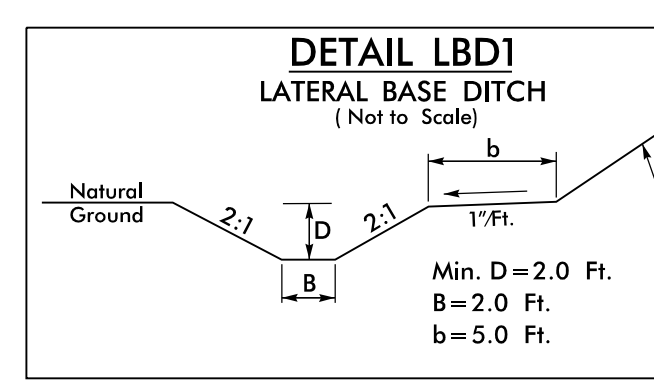 DETAIL LBD1
LATERAL BASE DITCH
( Not to Scale)
b
Natural
Ground
2:1
D
2:1
1"/Ft.
B
Min. D=2.0 Ft.
B=2.0 Ft.
b=5.0 Ft.